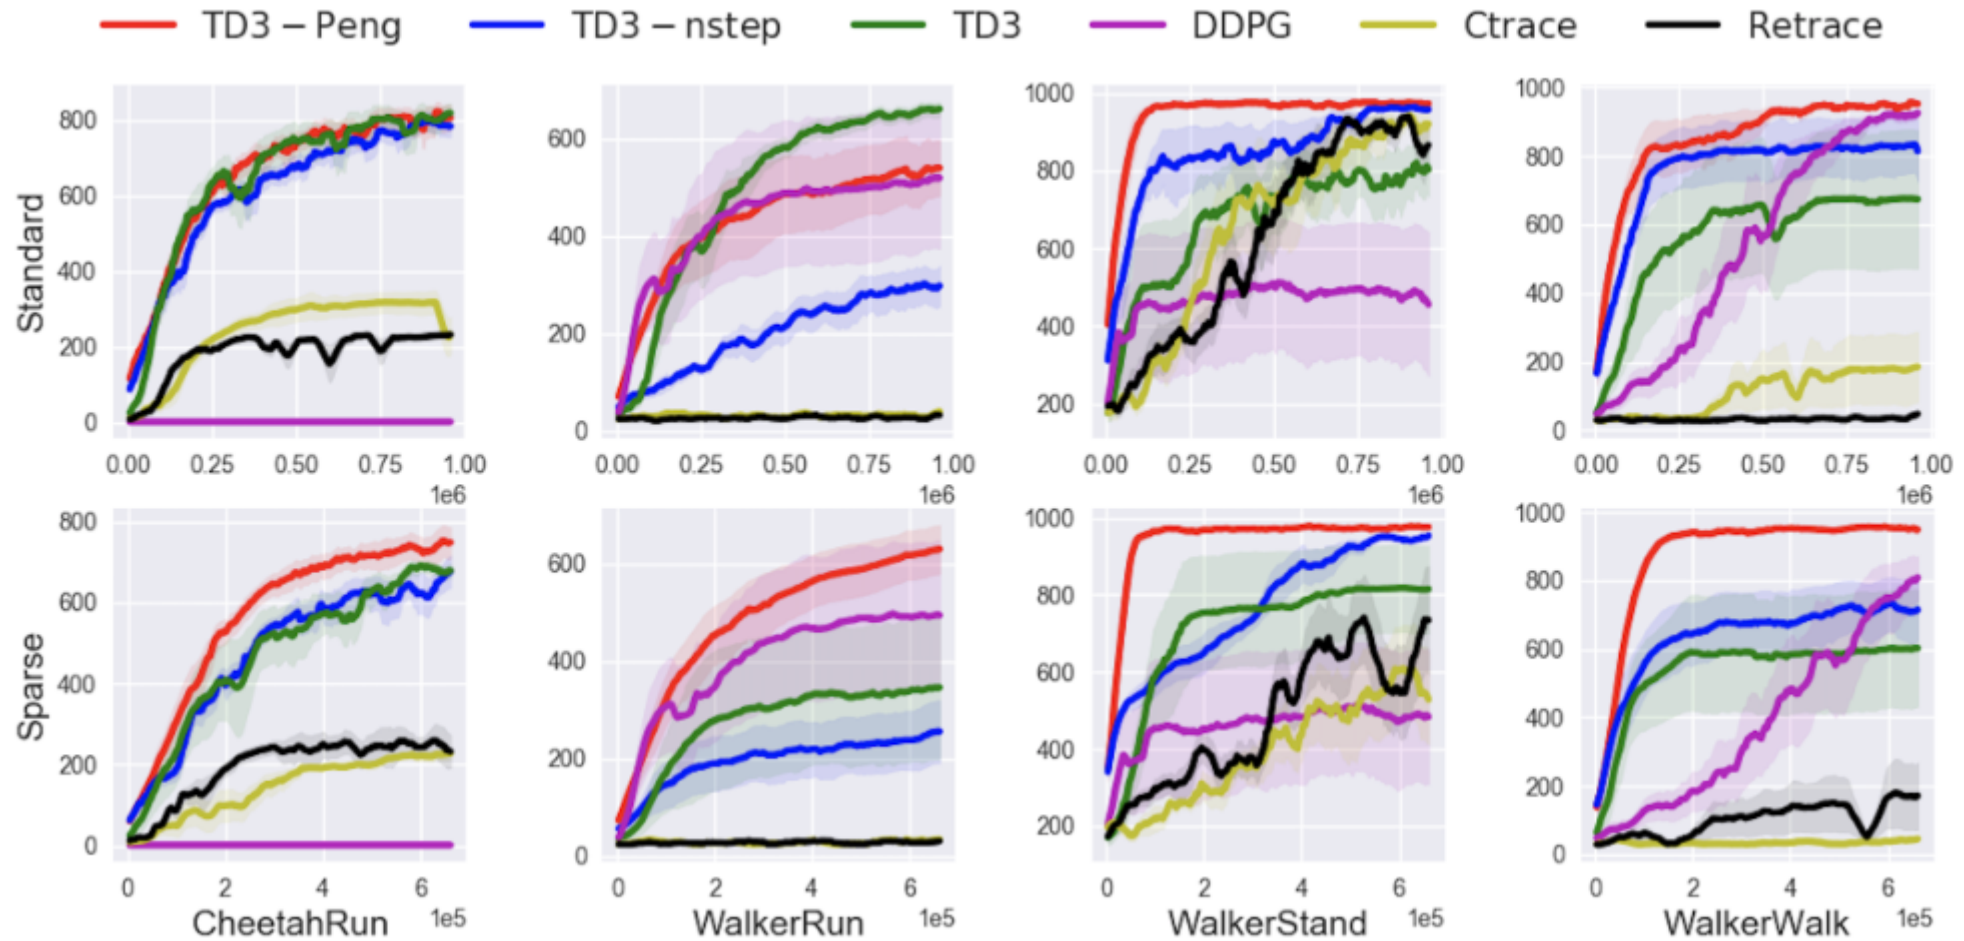 TD3 – Peng TD3 – nstep TD3 DDPG Ctrace Retrace
Standard
800
600
400
200
0
0.00 0.25 0.50 0.75 1.00
1e6
600
400
200
0
0.00 0.25 0.50 0.75 1.00
1e6
1000
800
600
400
200
0.00 0.25 0.50 0.75 1.00
1e6
1000
800
600
400
200
0
0.00 0.25 0.50 0.75 1.00
1e6
Sparse
800
600
400
200
0
0 2 4 6
CheetahRun 1e5
600
400
200
0
0 2 4 6
WalkerRun 1e5
1000
800
600
400
200
0 2 4 6
WalkerStand 1e5
1000
800
600
400
200
0
0 2 4 6
WalkerWalk 1e5